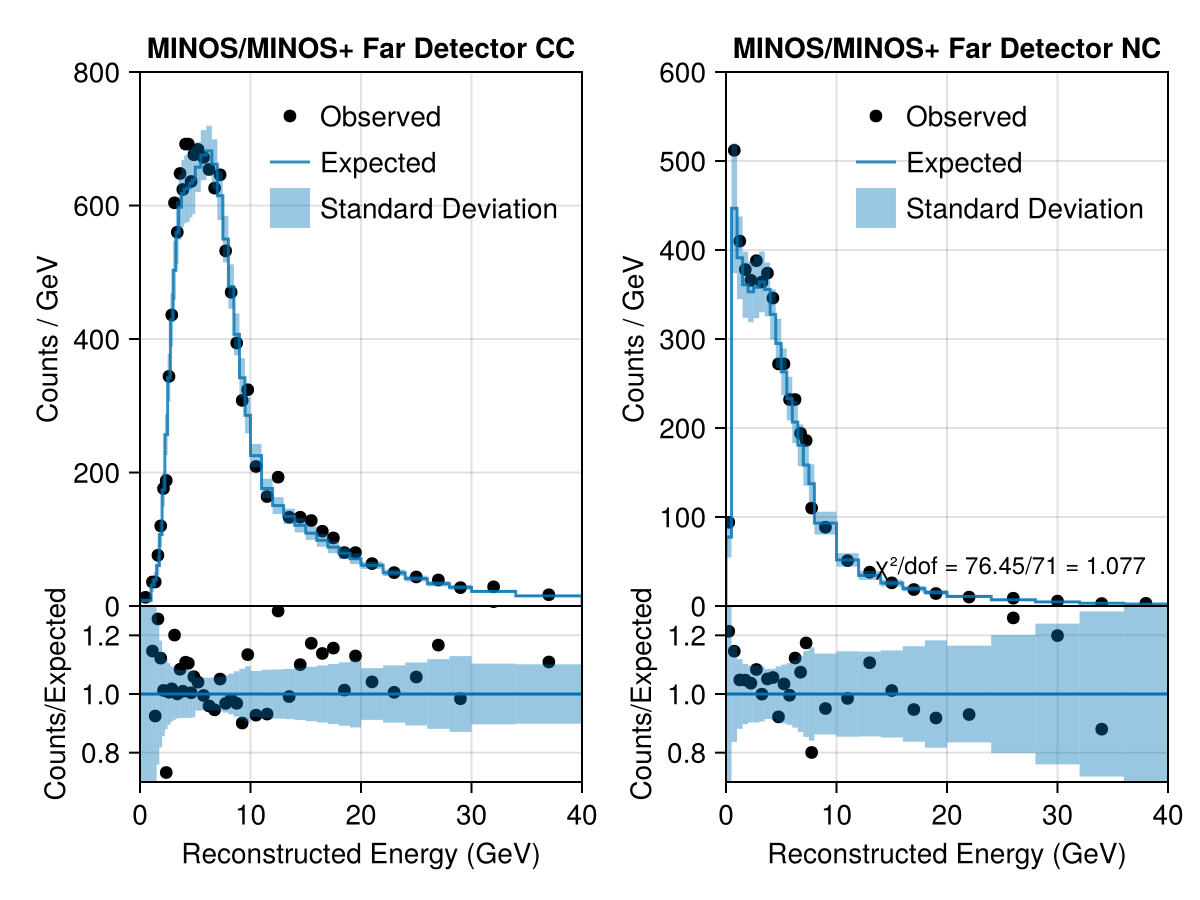 MINOS/MINOS+ Far Detector CC
800
600
400
200
0
Counts / GeV
Observed
Expected
Standard Deviation
1.2
1.0
0.8
Counts/Expected
0
10
20
30
40
Reconstructed Energy (GeV)
MINOS/MINOS+ Far Detector NC
600
500
400
300
200
100
0
Counts / GeV
Observed
Expected
Standard Deviation
χ²/dof = 76.45/71 = 1.077
1.2
1.0
0.8
Counts/Expected
0
10
20
30
40
Reconstructed Energy (GeV)